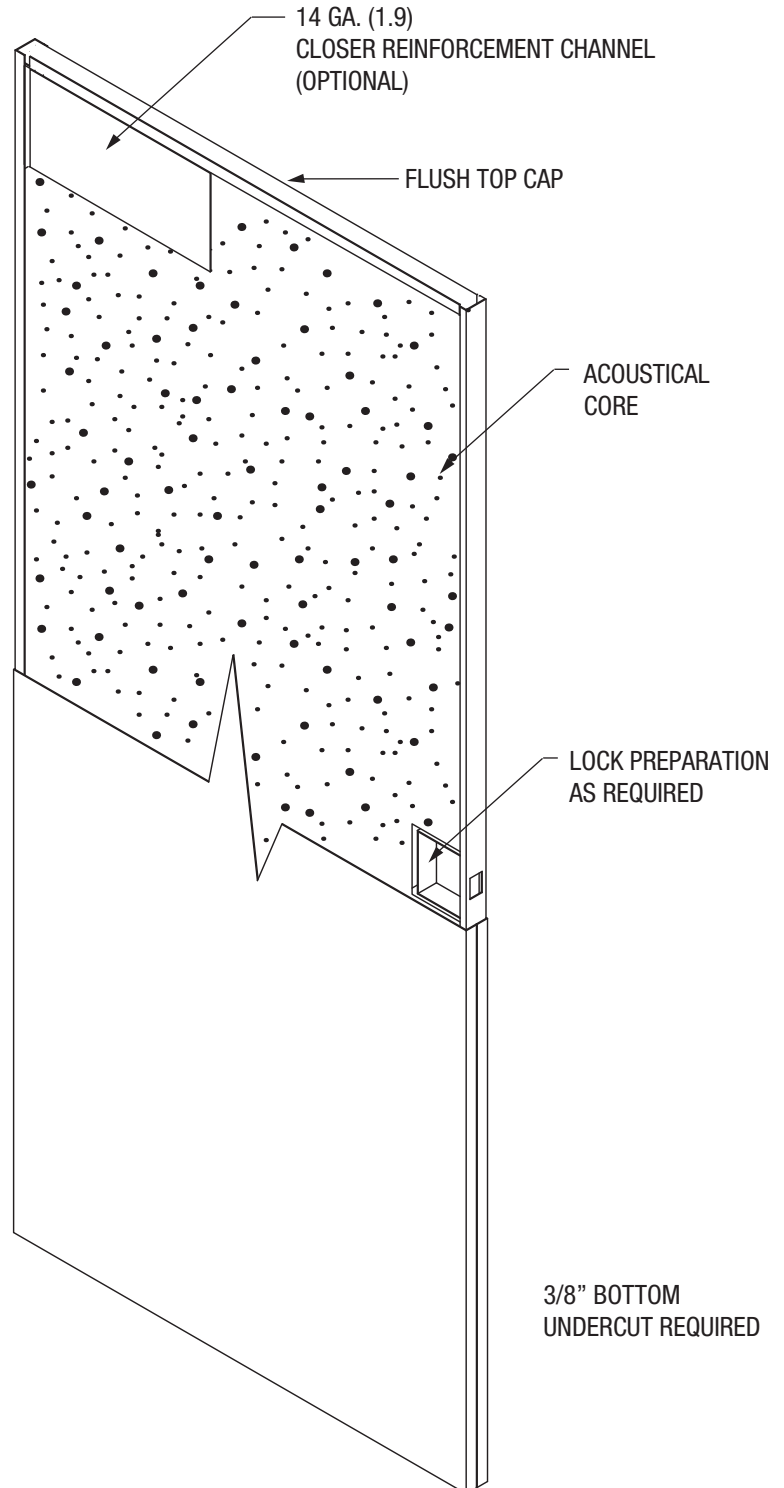 14 GA. (1.9)
CLOSER REINFORCEMENT CHANNEL
(OPTIONAL)
FLUSH TOP CAP
ACOUSTICAL
CORE
LOCK PREPARATION
AS REQUIRED
3/8” BOTTOM
UNDERCUT REQUIRED